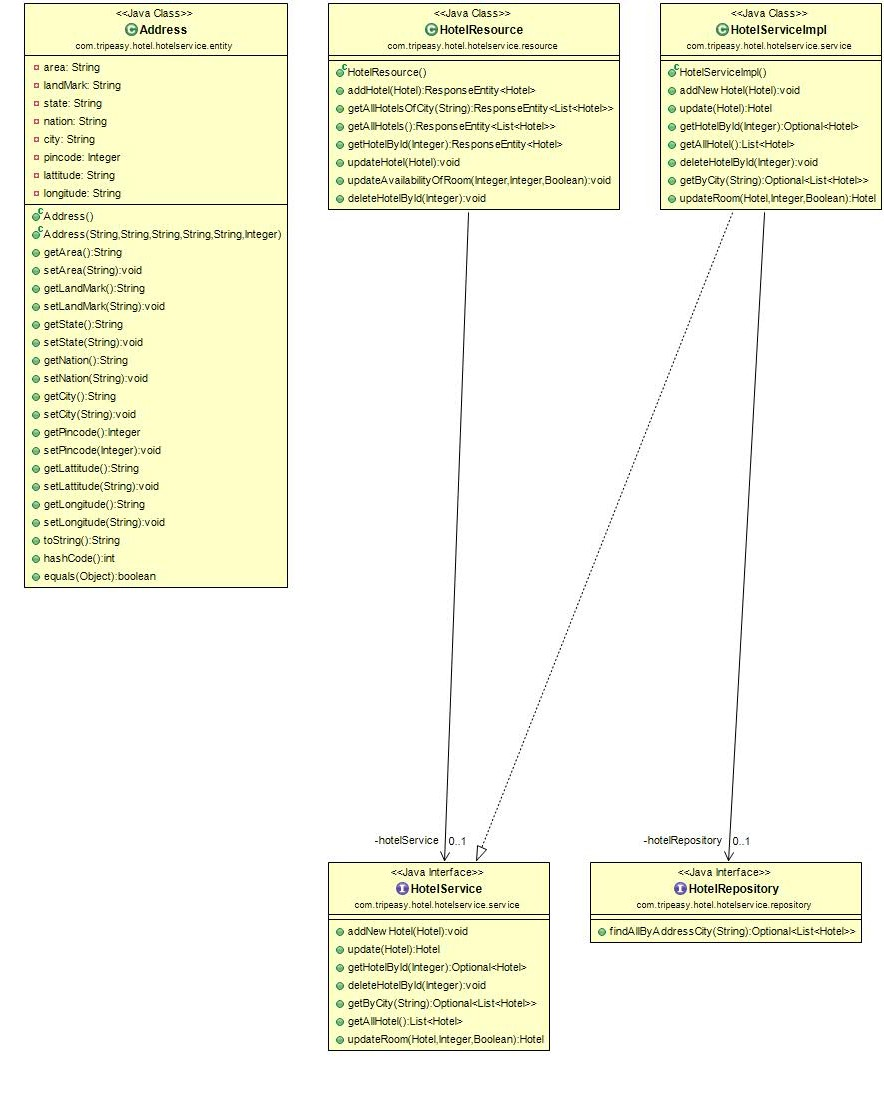 <<Java Class>>
Address
com.tripeasy.hotel.hotelservice.entity
area: String
landMark: String
state: String
nation: String
city: String
pincode: Integer
lattitude: String
longitude: String
Address()
Address(String,String,String,String,String,Integer)
getArea():String
setArea(String):void
getLandMark():String
setLandMark(String):void
getState():String
setState(String):void
getNation():String
setNation(String):void
getCity():String
setCity(String):void
getPincode():Integer
setPincode(Integer):void
getLattitude():String
setLattitude(String):void
getLongitude():String
setLongitude(String):void
toString():String
hashCode():int
equals(Object):boolean
<<Java Class>>
HotelResource
com.tripeasy.hotel.hotelservice.resource
HotelResource()
addHotel(Hotel):ResponseEntity<Hotel>
getAllHotelsOfCity(String):ResponseEntity<List<Hotel>>
getAllHotels():ResponseEntity<List<Hotel>>
getHotelById(Integer):ResponseEntity<Hotel>
updateHotel(Hotel):void
updateAvailabilityOfRoom(Integer,Integer,Boolean):void
deleteHotelById(Integer):void
<<Java Class>>
HotelServiceImpl
com.tripeasy.hotel.hotelservice.service
HotelServiceImpl()
addNewHotel(Hotel):void
update(Hotel):Hotel
getHotelById(Integer):Optional<Hotel>
getAllHotel():List<Hotel>
deleteHotelById(Integer):void
getByCity(String):Optional<List<Hotel>>
updateRoom(Hotel,Integer,Boolean):Hotel
-hotelService 0..1
-hotelRepository 0..1
<<Java Interface>>
HotelService
com.tripeasy.hotel.hotelservice.service
addNewHotel(Hotel):void
update(Hotel):Hotel
getHotelById(Integer):Optional<Hotel>
deleteHotelById(Integer):void
getByCity(String):Optional<List<Hotel>>
getAllHotel():List<Hotel>
updateRoom(Hotel,Integer,Boolean):Hotel
<<Java Interface>>
HotelRepository
com.tripeasy.hotel.hotelservice.repository
findAllByAddressCity(String):Optional<List<Hotel>>